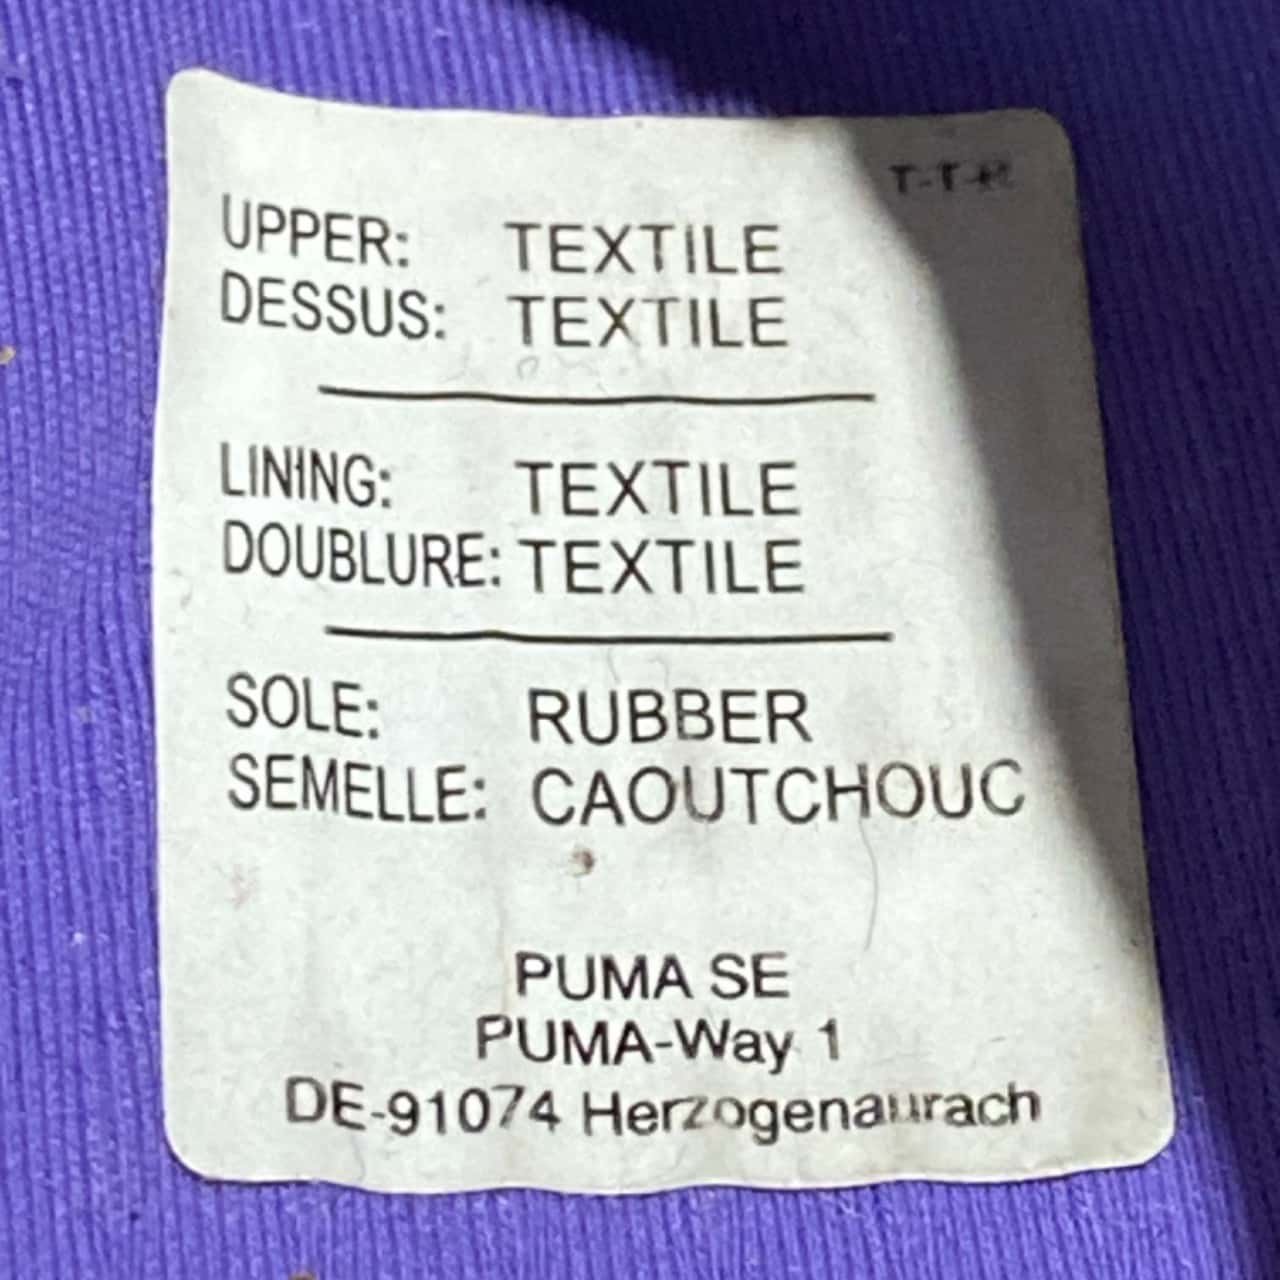 T-T-R
UPPER: TEXTILE
DESSUS: TEXTILE
LINING: TEXTILE
DOUBLURE: TEXTILE
SOLE: RUBBER
SEMELLE: CAOUTCHOUC
PUMA SE
PUMA-Way 1
DE-91074 Herzogenaurach